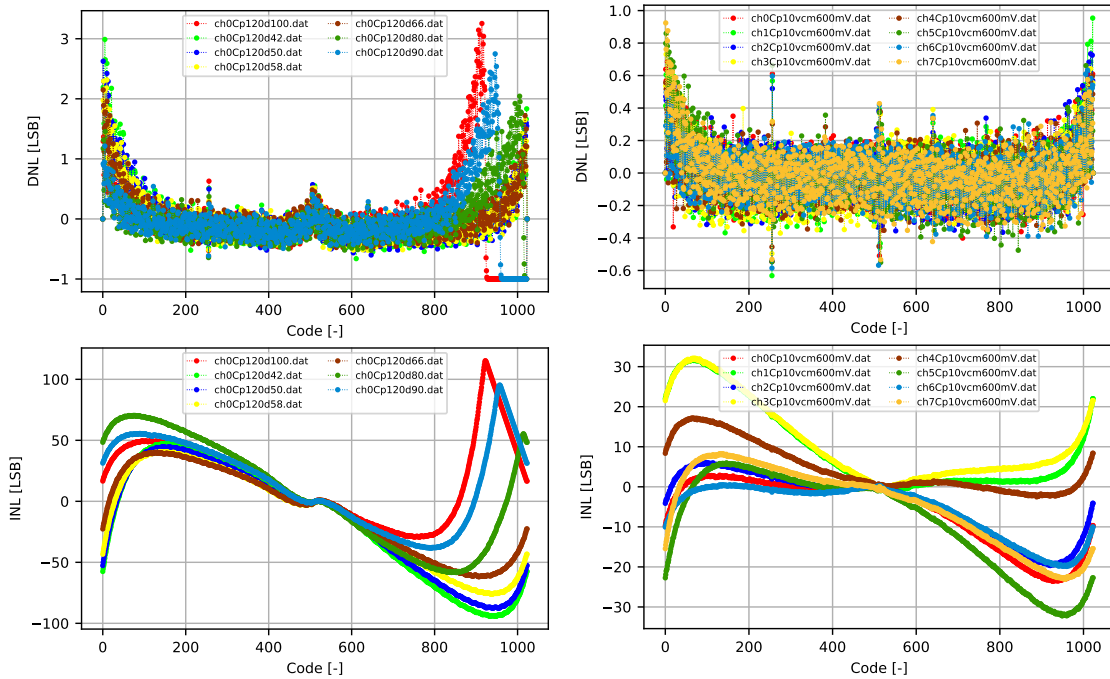 DNL [LSB]
3
2
1
0
−1
ch0Cp120d100.dat
ch0Cp120d42.dat
ch0Cp120d50.dat
ch0Cp120d58.dat
ch0Cp120d66.dat
ch0Cp120d80.dat
ch0Cp120d90.dat
0 200 400 600 800 1000
Code [-]
DNL [LSB]
1.0
0.8
0.6
0.4
0.2
0.0
−0.2
−0.4
−0.6
ch0Cp10vcm600mV.dat
ch1Cp10vcm600mV.dat
ch2Cp10vcm600mV.dat
ch3Cp10vcm600mV.dat
ch4Cp10vcm600mV.dat
ch5Cp10vcm600mV.dat
ch6Cp10vcm600mV.dat
ch7Cp10vcm600mV.dat
0 200 400 600 800 1000
Code [-]
INL [LSB]
100
50
0
−50
−100
ch0Cp120d100.dat
ch0Cp120d42.dat
ch0Cp120d50.dat
ch0Cp120d58.dat
ch0Cp120d66.dat
ch0Cp120d80.dat
ch0Cp120d90.dat
0 200 400 600 800 1000
Code [-]
INL [LSB]
30
20
10
0
−10
−20
−30
ch0Cp10vcm600mV.dat
ch1Cp10vcm600mV.dat
ch2Cp10vcm600mV.dat
ch3Cp10vcm600mV.dat
ch4Cp10vcm600mV.dat
ch5Cp10vcm600mV.dat
ch6Cp10vcm600mV.dat
ch7Cp10vcm600mV.dat
0 200 400 600 800 1000
Code [-]